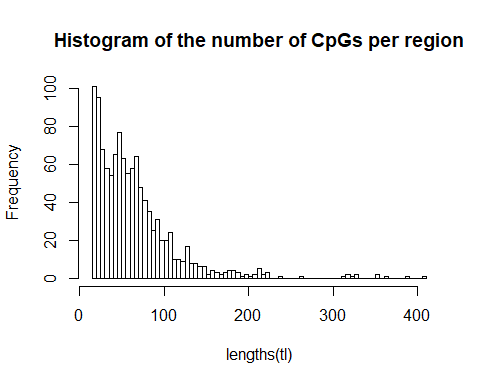 Histogram of the number of CpGs per region
Frequency
100
80
60
40
20
0
0 100 200 300 400
lengths(tl)